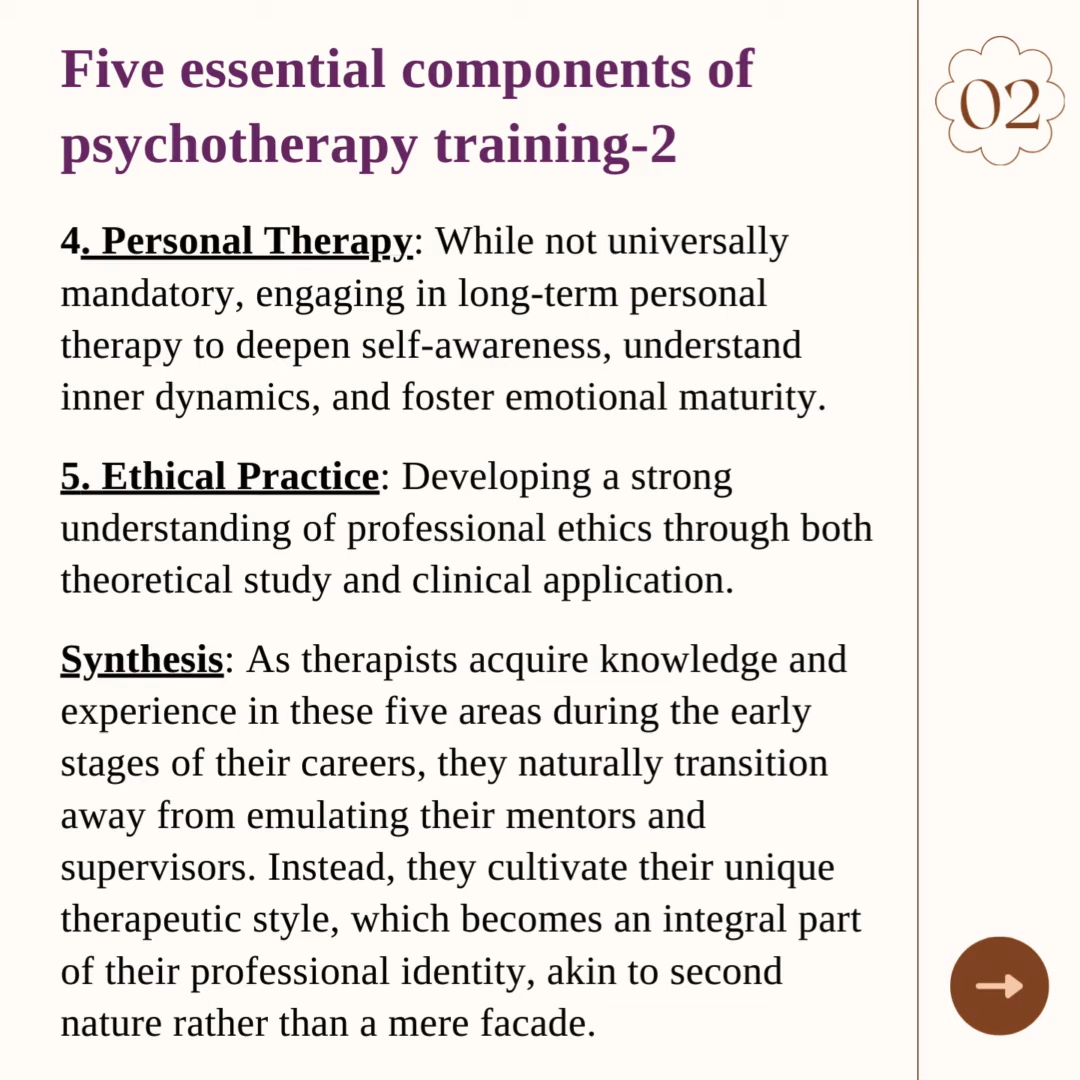 Five essential components of
psychotherapy training-2
02
4. Personal Therapy: While not universally
mandatory, engaging in long-term personal
therapy to deepen self-awareness, understand
inner dynamics, and foster emotional maturity.
5. Ethical Practice: Developing a strong
understanding of professional ethics through both
theoretical study and clinical application.
Synthesis: As therapists acquire knowledge and
experience in these five areas during the early
stages of their careers, they naturally transition
away from emulating their mentors and
supervisors. Instead, they cultivate their unique
therapeutic style, which becomes an integral part
of their professional identity, akin to second
nature rather than a mere facade.